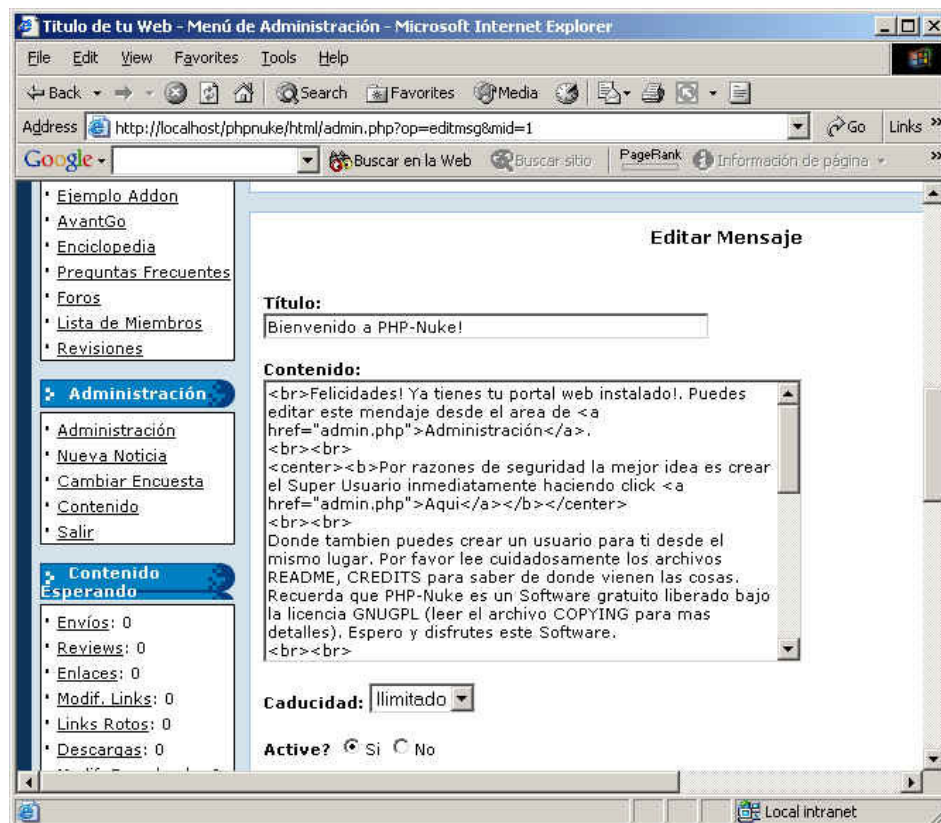 Titulo de tu Web - Menú de Administración - Microsoft Internet Explorer
File Edit View Favorites Tools Help
Back Search Favorites Media
Address http://localhost/phpnuke/html/admin.php?op=editmsg&mid=1 Go Links »
Google Buscar en la Web Buscar sitio PageRank Información de página »
· Ejemplo Addon
· AvantGo
· Enciclopedia
· Preguntas Frecuentes
· Foros
· Lista de Miembros
· Revisiones
Administración
· Administración
· Nueva Noticia
· Cambiar Encuesta
· Contenido
· Salir
Contenido
Esperando
· Envíos: 0
· Reviews: 0
· Enlaces: 0
· Modif. Links: 0
· Links Rotos: 0
· Descargas: 0
Editar Mensaje
Título:
Bienvenido a PHP-Nuke!
Contenido:
<br>Felicidades! Ya tienes tu portal web instalado!. Puedes
editar este mendaje desde el area de <a
href="admin.php">Administración</a>.
<br><br>
<center><b>Por razones de seguridad la mejor idea es crear
el Super Usuario inmediatamente haciendo click <a
href="admin.php">Aqui</a></b></center>
<br><br>
Donde tambien puedes crear un usuario para ti desde el
mismo lugar. Por favor lee cuidadosamente los archivos
README, CREDITS para saber de donde vienen las cosas.
Recuerda que PHP-Nuke es un Software gratuito liberado bajo
la licencia GNUGPL (leer el archivo COPYING para mas
detalles). Espero y disfrutes este Software.
<br><br>
Caducidad: Ilimitado
Active? Si No
Local intranet